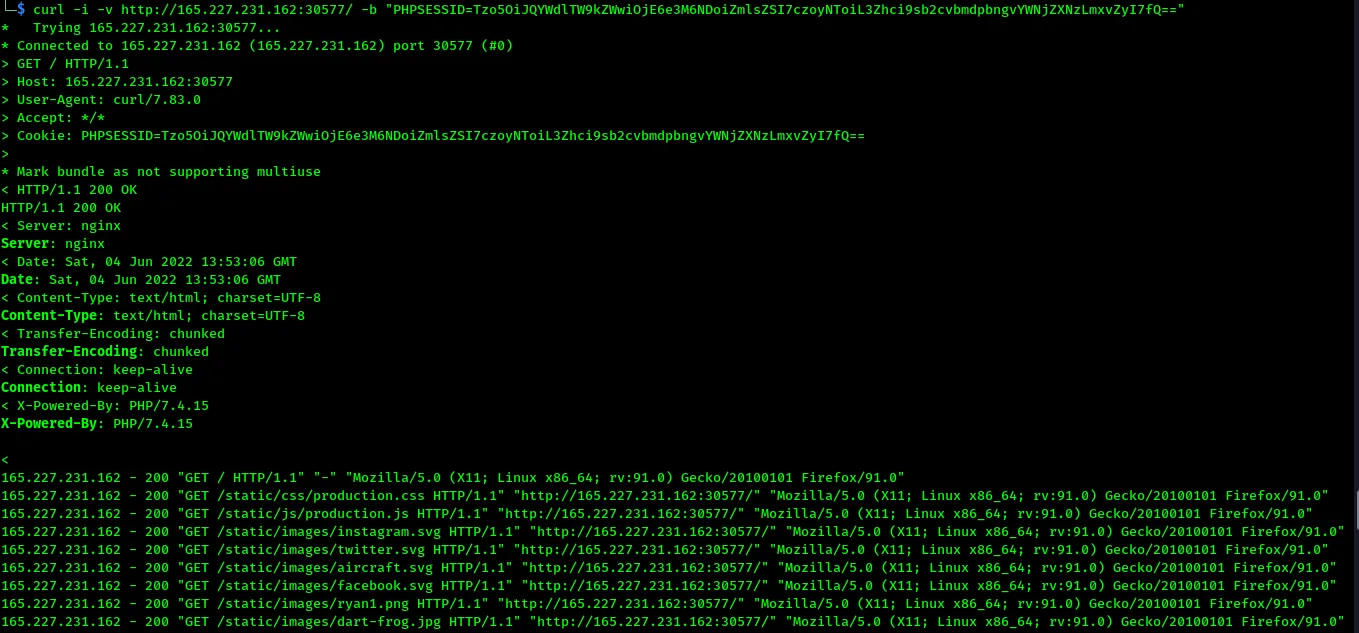 └─$ curl -i -v http://165.227.231.162:30577/ -b "PHPSESSID=Tzo5OiJQYWdlTW9kZWwiOjE6e3M6NDoiZmlsZSI7czoyNToiL3Zhci9sb2cvbmdpbngvYWNjZXNzLmxvZyI7fQ=="
*   Trying 165.227.231.162:30577...
* Connected to 165.227.231.162 (165.227.231.162) port 30577 (#0)
> GET / HTTP/1.1
> Host: 165.227.231.162:30577
> User-Agent: curl/7.83.0
> Accept: */*
> Cookie: PHPSESSID=Tzo5OiJQYWdlTW9kZWwiOjE6e3M6NDoiZmlsZSI7czoyNToiL3Zhci9sb2cvbmdpbngvYWNjZXNzLmxvZyI7fQ==
>
* Mark bundle as not supporting multiuse
< HTTP/1.1 200 OK
HTTP/1.1 200 OK
< Server: nginx
Server: nginx
< Date: Sat, 04 Jun 2022 13:53:06 GMT
Date: Sat, 04 Jun 2022 13:53:06 GMT
< Content-Type: text/html; charset=UTF-8
Content-Type: text/html; charset=UTF-8
< Transfer-Encoding: chunked
Transfer-Encoding: chunked
< Connection: keep-alive
Connection: keep-alive
< X-Powered-By: PHP/7.4.15
X-Powered-By: PHP/7.4.15
<
165.227.231.162 - 200 "GET / HTTP/1.1" "-" "Mozilla/5.0 (X11; Linux x86_64; rv:91.0) Gecko/20100101 Firefox/91.0"
165.227.231.162 - 200 "GET /static/css/production.css HTTP/1.1" "http://165.227.231.162:30577/" "Mozilla/5.0 (X11; Linux x86_64; rv:91.0) Gecko/20100101 Firefox/91.0"
165.227.231.162 - 200 "GET /static/js/production.js HTTP/1.1" "http://165.227.231.162:30577/" "Mozilla/5.0 (X11; Linux x86_64; rv:91.0) Gecko/20100101 Firefox/91.0"
165.227.231.162 - 200 "GET /static/images/instagram.svg HTTP/1.1" "http://165.227.231.162:30577/" "Mozilla/5.0 (X11; Linux x86_64; rv:91.0) Gecko/20100101 Firefox/91.0"
165.227.231.162 - 200 "GET /static/images/twitter.svg HTTP/1.1" "http://165.227.231.162:30577/" "Mozilla/5.0 (X11; Linux x86_64; rv:91.0) Gecko/20100101 Firefox/91.0"
165.227.231.162 - 200 "GET /static/images/aircraft.svg HTTP/1.1" "http://165.227.231.162:30577/" "Mozilla/5.0 (X11; Linux x86_64; rv:91.0) Gecko/20100101 Firefox/91.0"
165.227.231.162 - 200 "GET /static/images/facebook.svg HTTP/1.1" "http://165.227.231.162:30577/" "Mozilla/5.0 (X11; Linux x86_64; rv:91.0) Gecko/20100101 Firefox/91.0"
165.227.231.162 - 200 "GET /static/images/ryan1.png HTTP/1.1" "http://165.227.231.162:30577/" "Mozilla/5.0 (X11; Linux x86_64; rv:91.0) Gecko/20100101 Firefox/91.0"
165.227.231.162 - 200 "GET /static/images/dart-frog.jpg HTTP/1.1" "http://165.227.231.162:30577/" "Mozilla/5.0 (X11; Linux x86_64; rv:91.0) Gecko/20100101 Firefox/91.0"